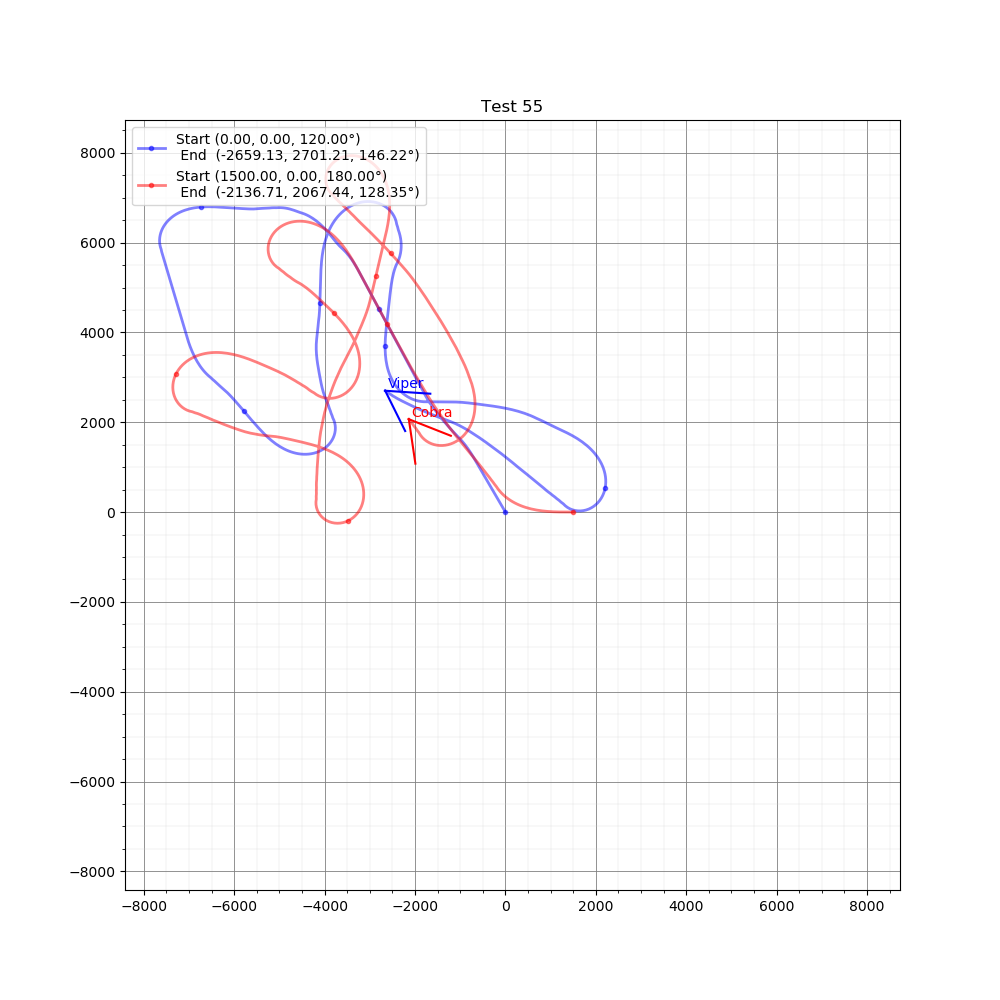 Test 55
Start (0.00, 0.00, 120.00°)
End (-2659.13, 2701.21, 146.22°)
Start (1500.00, 0.00, 180.00°)
End (-2136.71, 2067.44, 128.35°)
8000
6000
4000
2000
0
−2000
−4000
−6000
−8000
Viper
Cobra
−8000 −6000 −4000 −2000 0 2000 4000 6000 8000